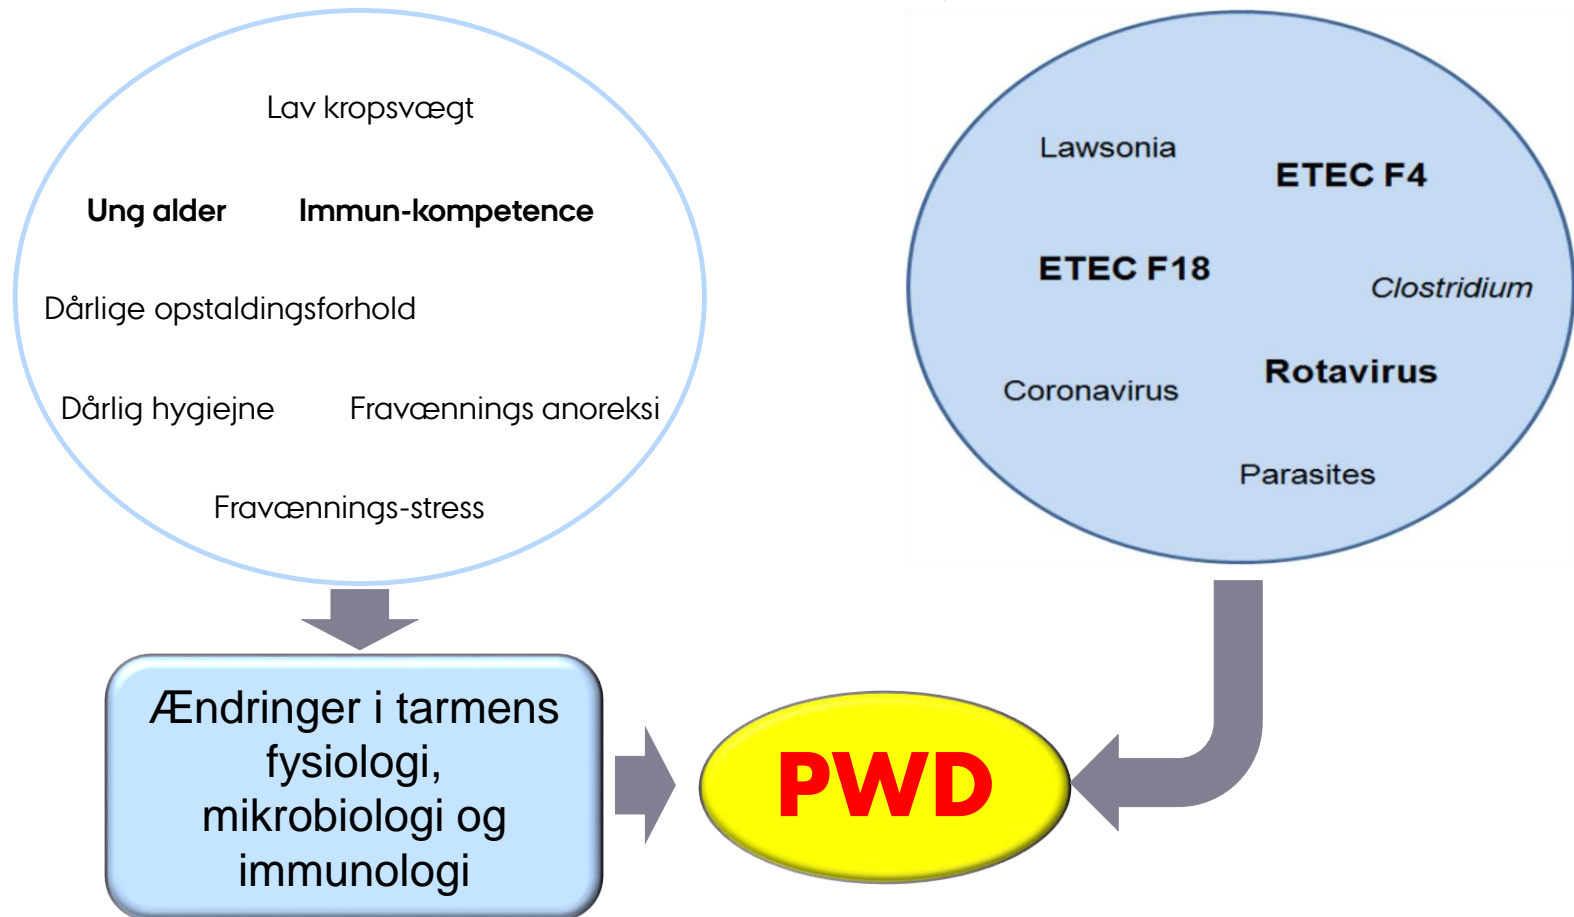 Lav kropsvægt
Ung alder
Immun-kompetence
Dårlige opstaldingsforhold
Dårlig hygiejne
Fravænnings anoreksi
Fravænnings-stress
Lawsonia
ETEC F4
ETEC F18
Clostridium
Rotavirus
Coronavirus
Parasites
Ændringer i tarmens
fysiologi,
mikrobiologi og
immunologi
PWD